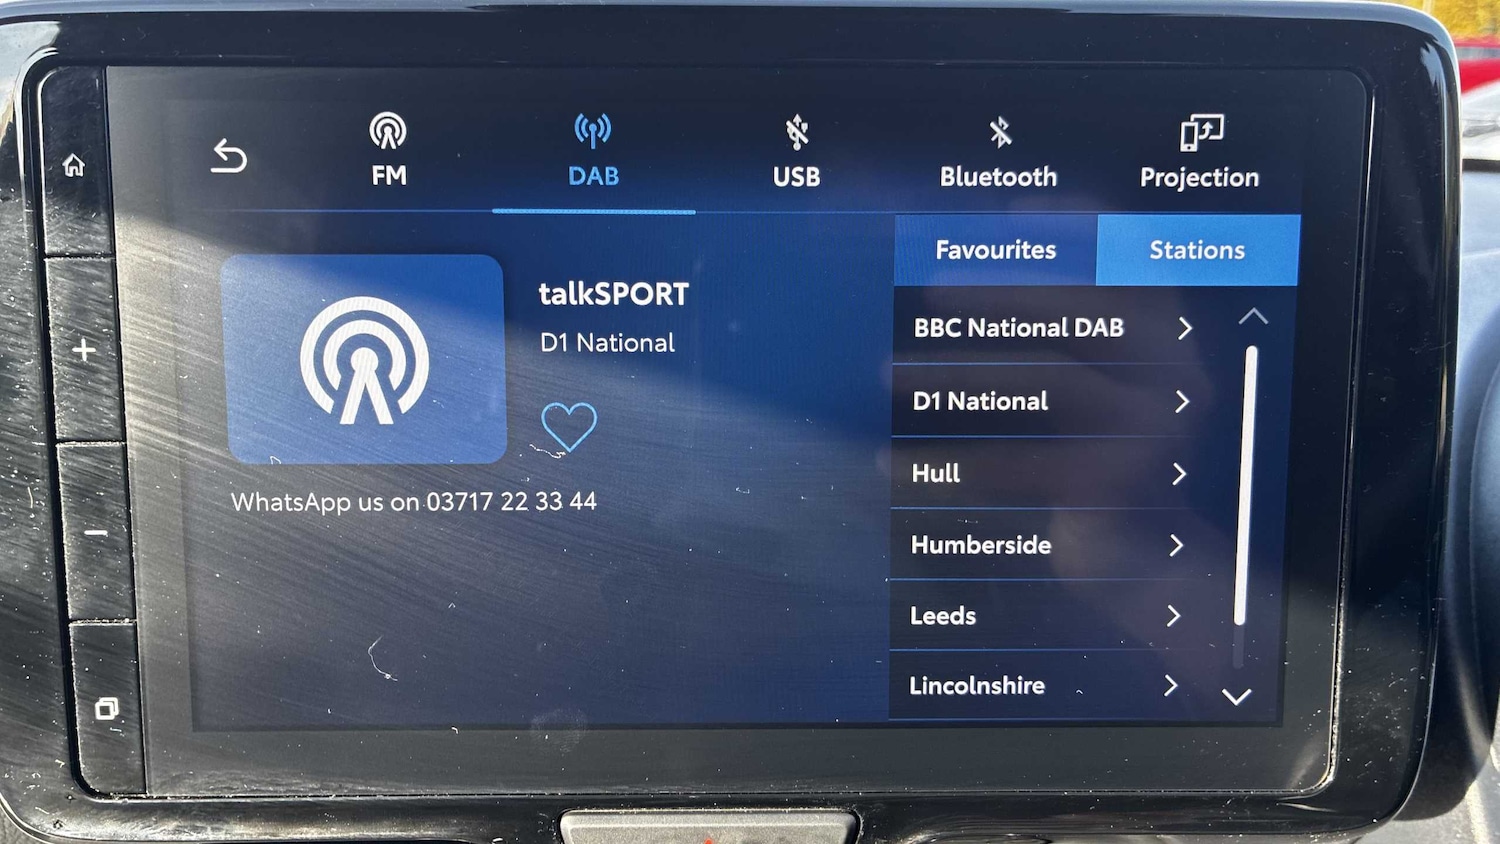 FM
DAB
USB
Bluetooth
Projection
Favourites
Stations
talkSPORT
D1 National
WhatsApp us on 03717 22 33 44
BBC National DAB
D1 National
Hull
Humberside
Leeds
Lincolnshire